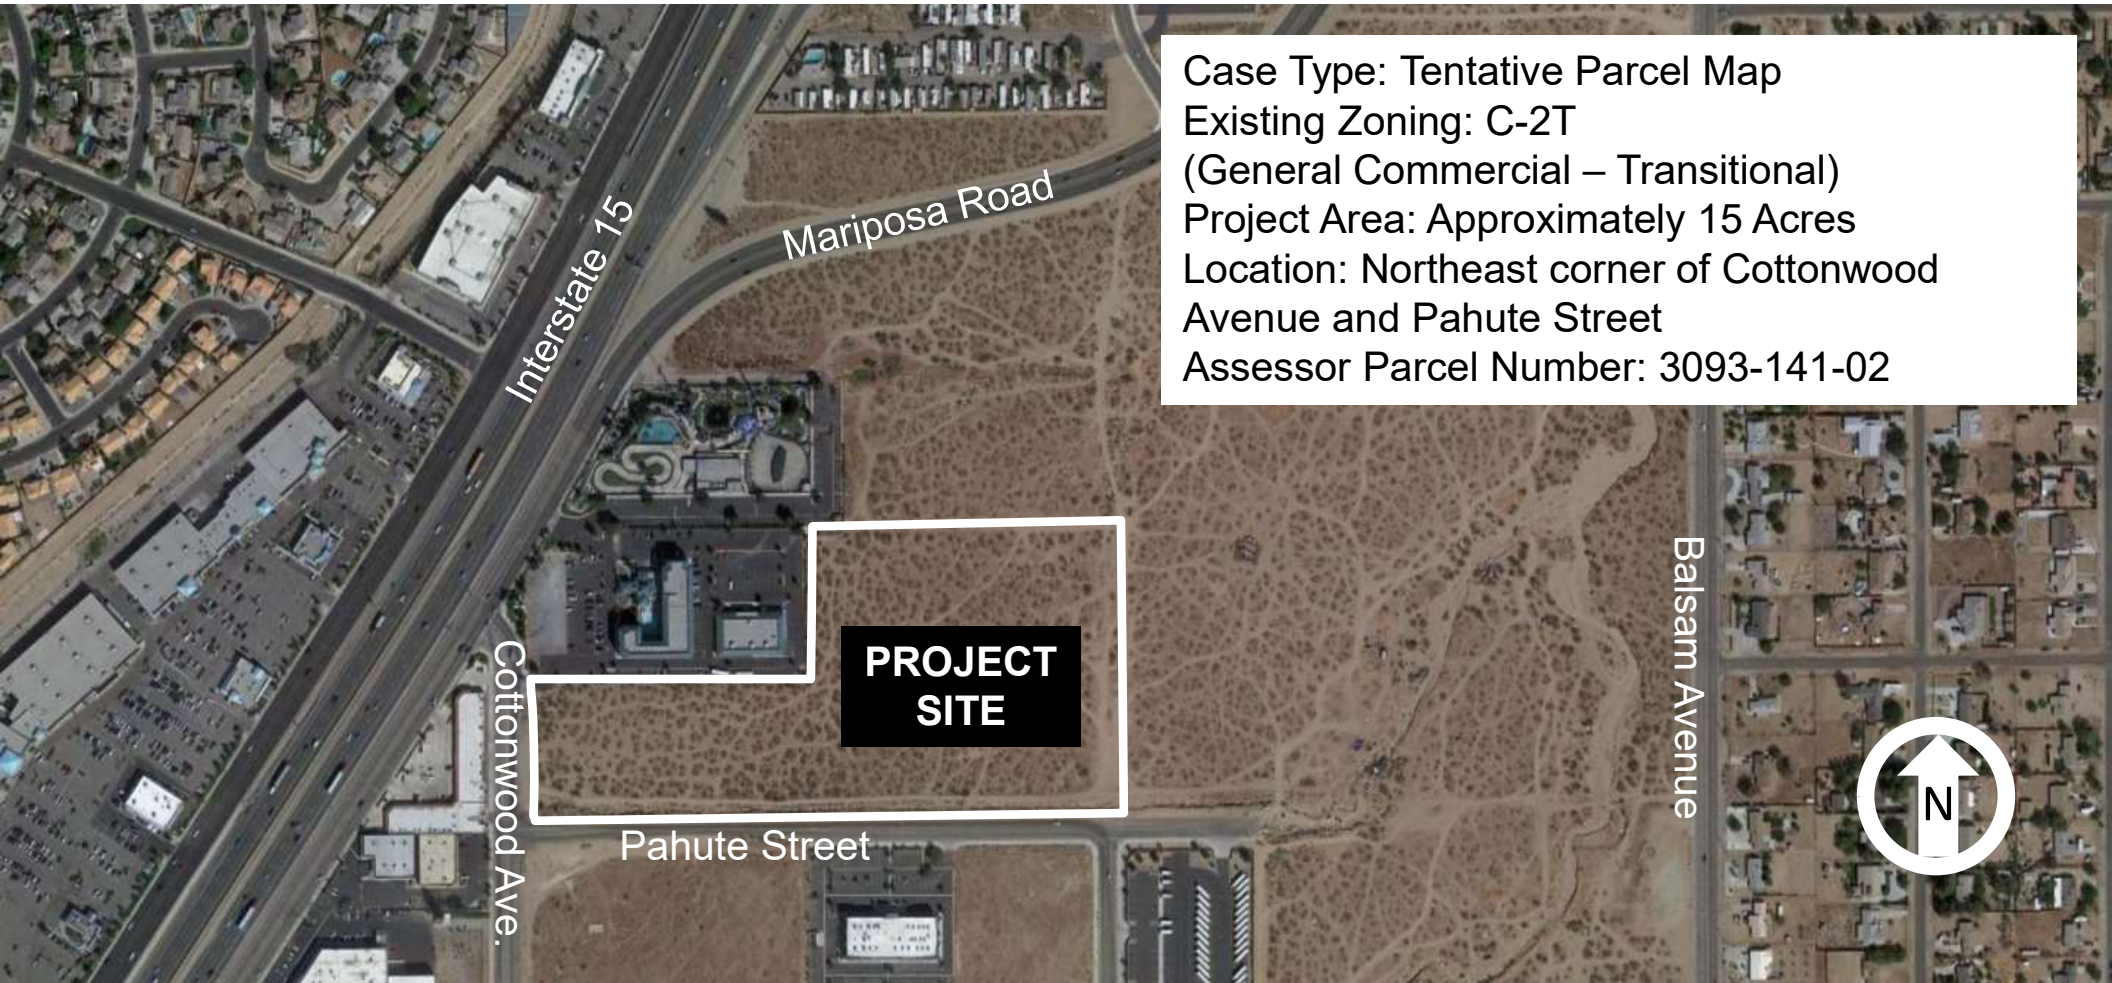 Case Type: Tentative Parcel Map
Existing Zoning: C-2T
(General Commercial – Transitional)
Project Area: Approximately 15 Acres
Location: Northeast corner of Cottonwood
Avenue and Pahute Street
Assessor Parcel Number: 3093-141-02
Mariposa Road
Interstate 15
PROJECT
SITE
Cottonwood Ave.
Balsam Avenue
Pahute Street
N